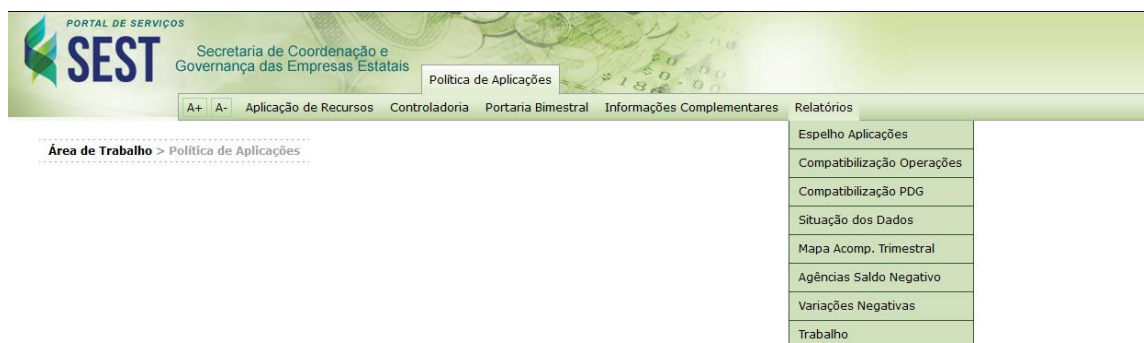 PORTAL DE SERVIÇOS
SEST
Secretaria de Coordenação e
Governança das Empresas Estatais
Política de Aplicações
A+ A- Aplicação de Recursos Controladoria Portaria Bimestral Informações Complementares Relatórios
Área de Trabalho > Política de Aplicações
Espelho Aplicações
Compatibilização Operações
Compatibilização PDG
Situação dos Dados
Mapa Acomp. Trimestral
Agências Saldo Negativo
Variações Negativas
Trabalho